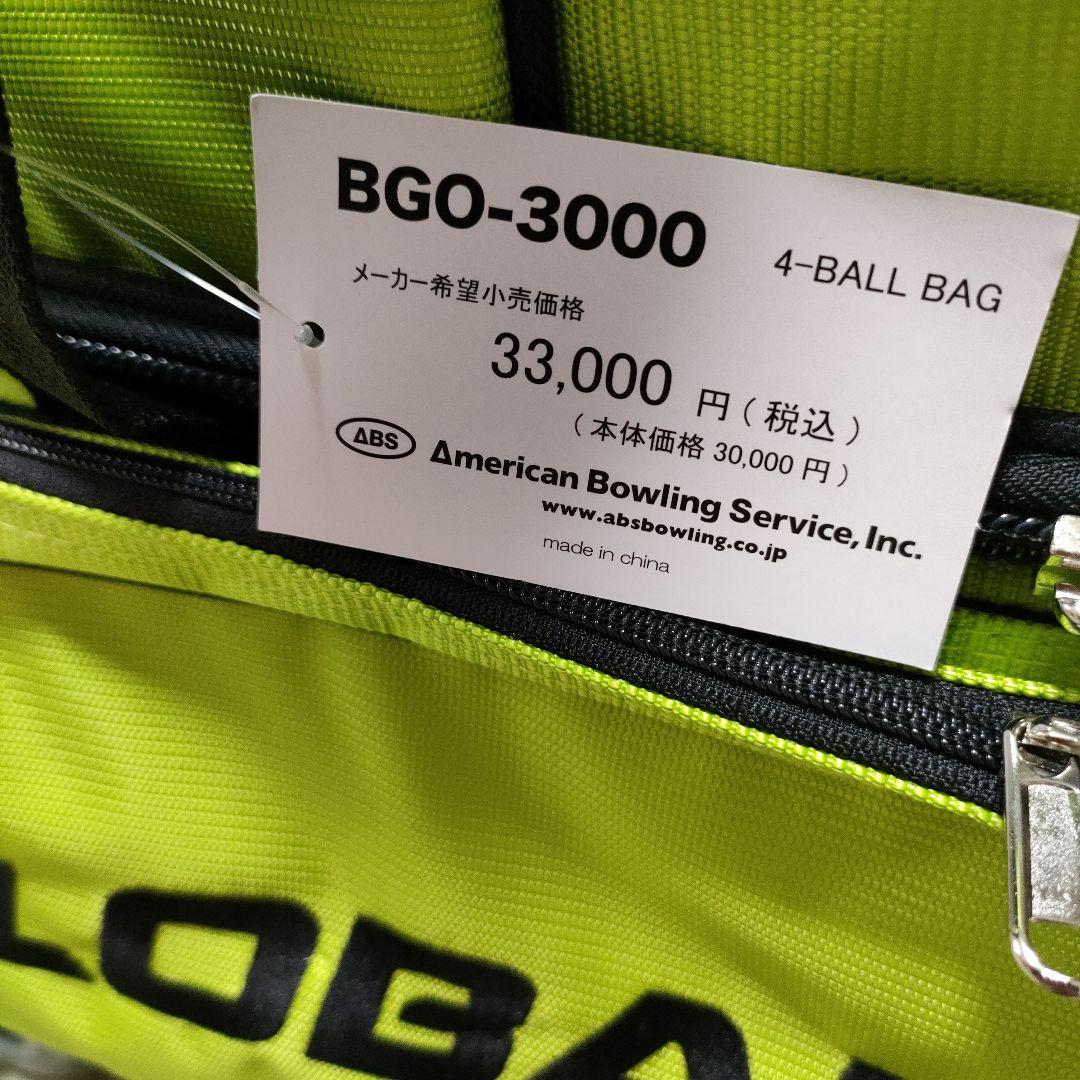 BGO-3000 4-BALL BAG
メーカー希望小売価格
33,000 円(税込)
(本体価格 30,000 円)
ABS American Bowling Service, Inc.
www.absbowling.co.jp
made in china
LOBA